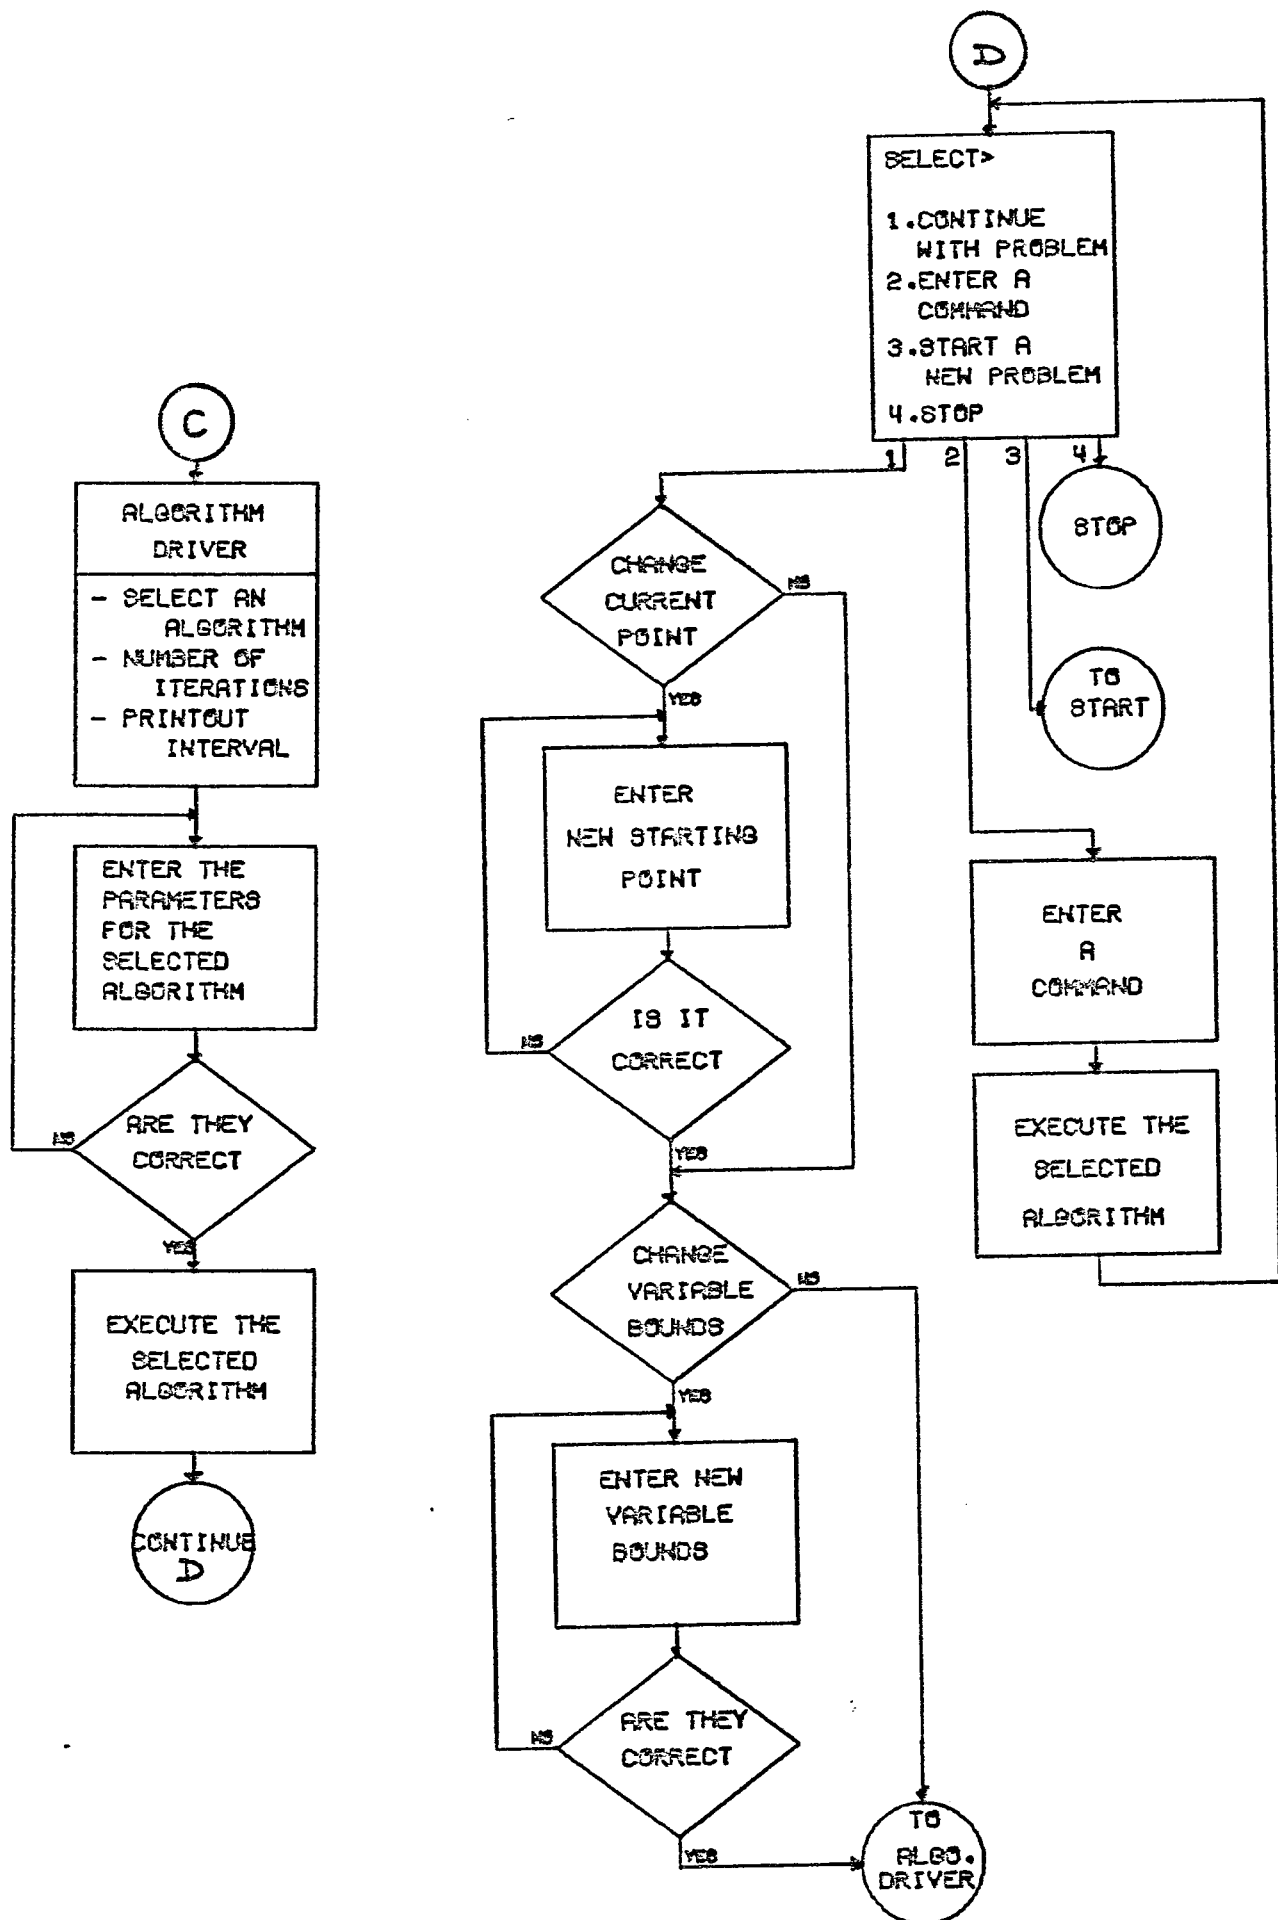 C
ALGORITHM
DRIVER
- SELECT AN
ALGORITHM
- NUMBER OF
ITERATIONS
- PRINTOUT
INTERVAL
ENTER THE
PARAMETERS
FOR THE
SELECTED
ALGORITHM
ARE THEY
CORRECT
NO
YES
EXECUTE THE
SELECTED
ALGORITHM
CONTINUE
D
D
SELECT>
1.CONTINUE
WITH PROBLEM
2.ENTER A
COMMAND
3.START A
NEW PROBLEM
4.STOP
1
2
3
4
STOP
TO
START
CHANGE
CURRENT
POINT
NO
YES
ENTER
NEW STARTING
POINT
IS IT
CORRECT
NO
YES
CHANGE
VARIABLE
BOUNDS
NO
YES
ENTER NEW
VARIABLE
BOUNDS
ARE THEY
CORRECT
NO
YES
TO
ALGO.
DRIVER
ENTER
A
COMMAND
EXECUTE THE
SELECTED
ALGORITHM